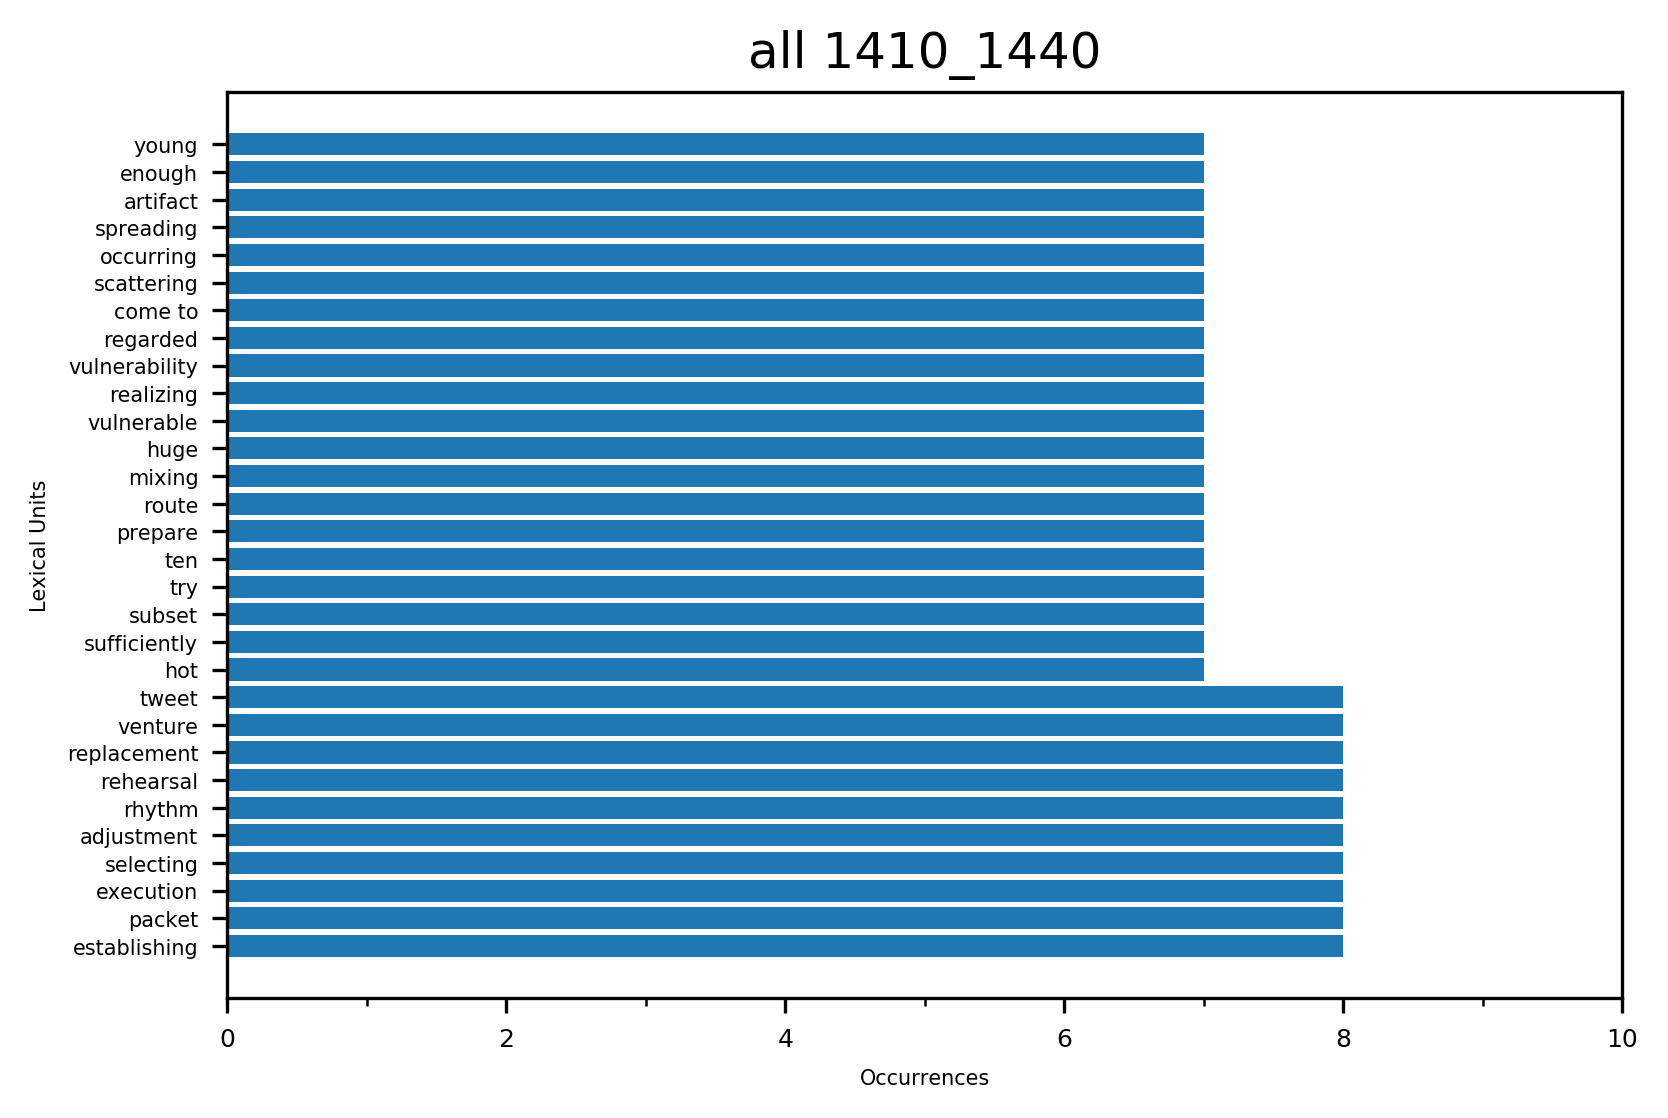 all 1410_1440
young
enough
artifact
spreading
occurring
scattering
come to
regarded
vulnerability
realizing
vulnerable
huge
mixing
route
prepare
ten
try
subset
sufficiently
hot
tweet
venture
replacement
rehearsal
rhythm
adjustment
selecting
execution
packet
establishing
Lexical Units
0 2 4 6 8 10
Occurrences